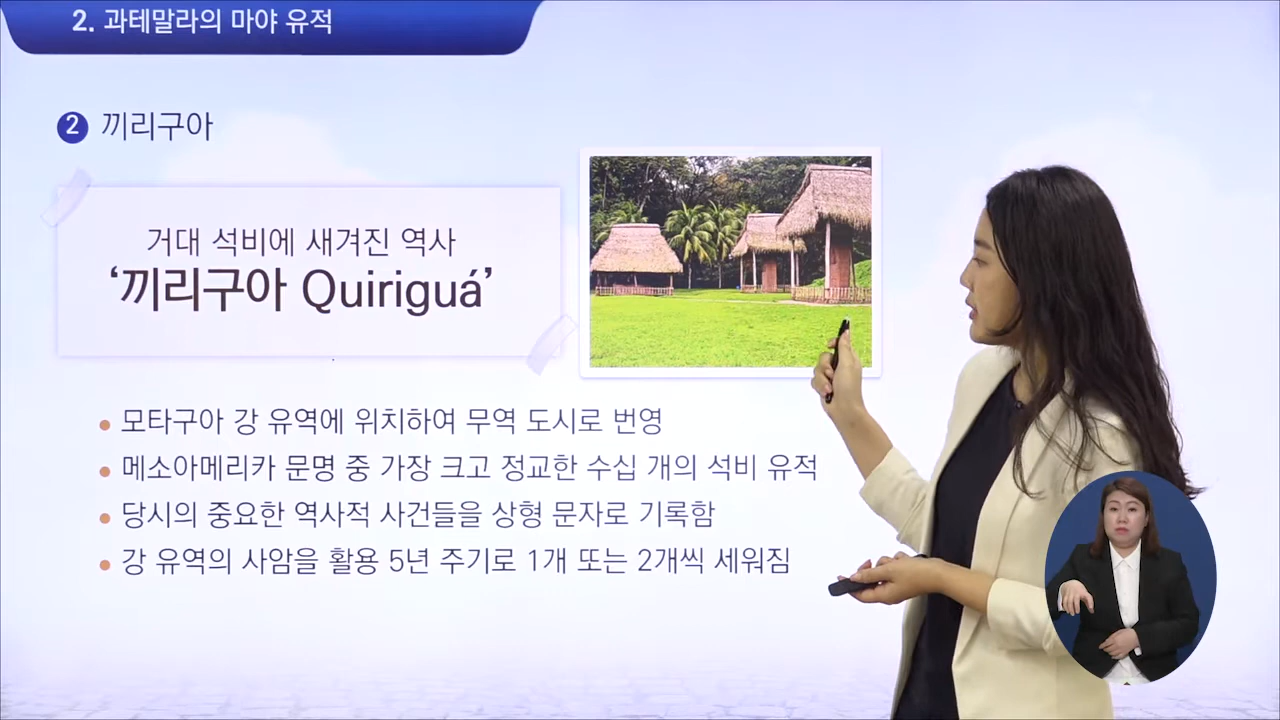 2. 과테말라의 마야 유적
2 끼리구아
거대 석비에 새겨진 역사
‘끼리구아 Quiriguá’
• 모타구아 강 유역에 위치하여 무역 도시로 번영
• 메소아메리카 문명 중 가장 크고 정교한 수십 개의 석비 유적
• 당시의 중요한 역사적 사건들을 상형 문자로 기록함
• 강 유역의 사암을 활용 5년 주기로 1개 또는 2개씩 세워짐